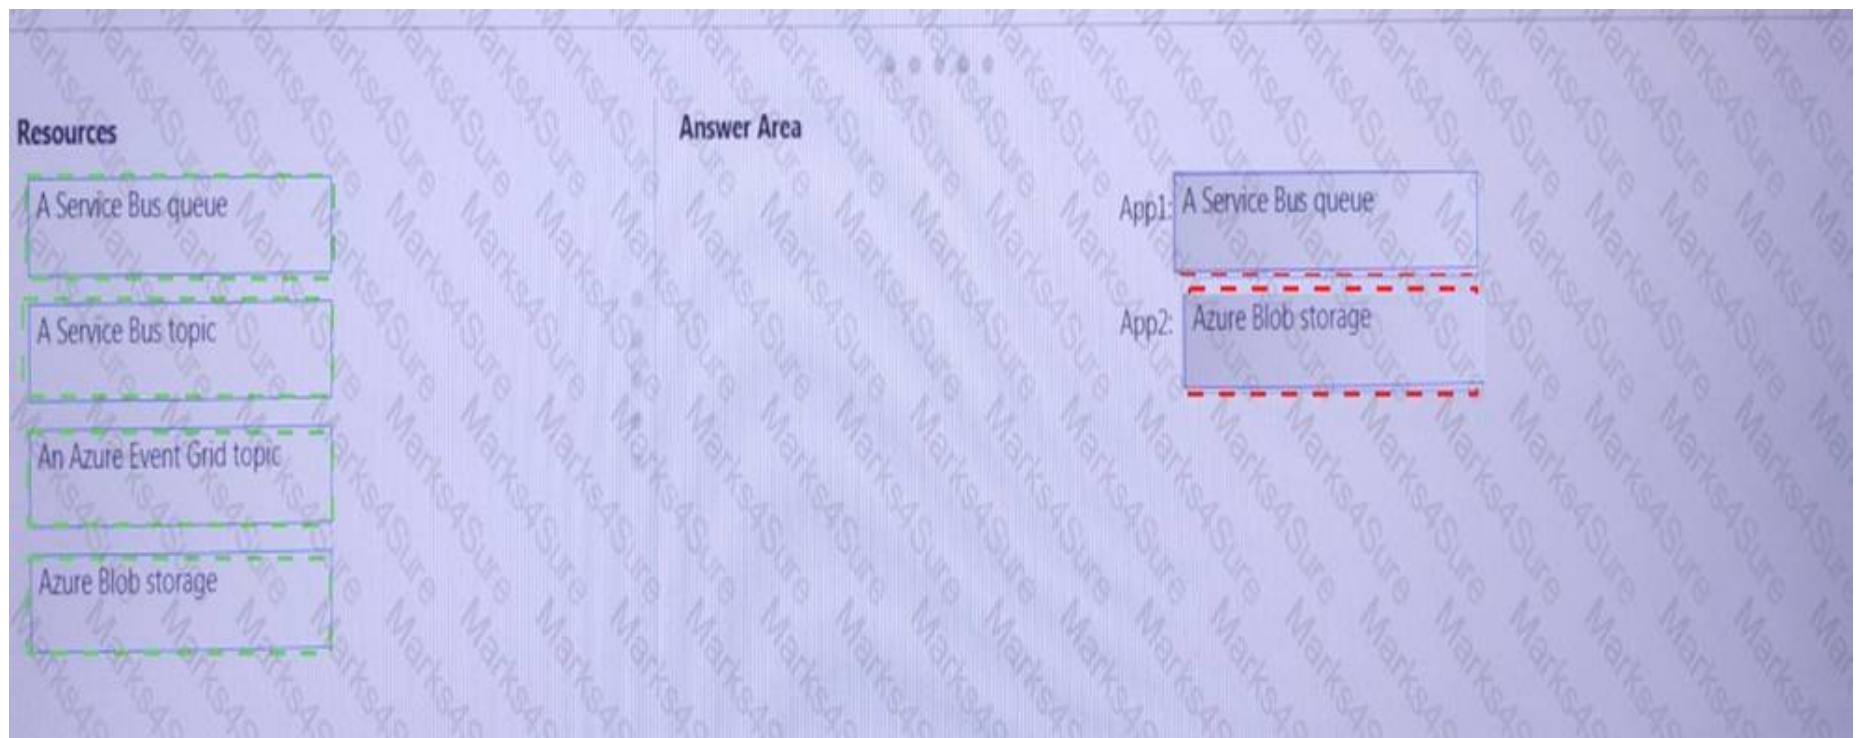 Resources
A Service Bus queue
A Service Bus topic
An Azure Event Grid topic
Azure Blob storage
Answer Area
App1: A Service Bus queue
App2: Azure Blob storage
Marks4Sure